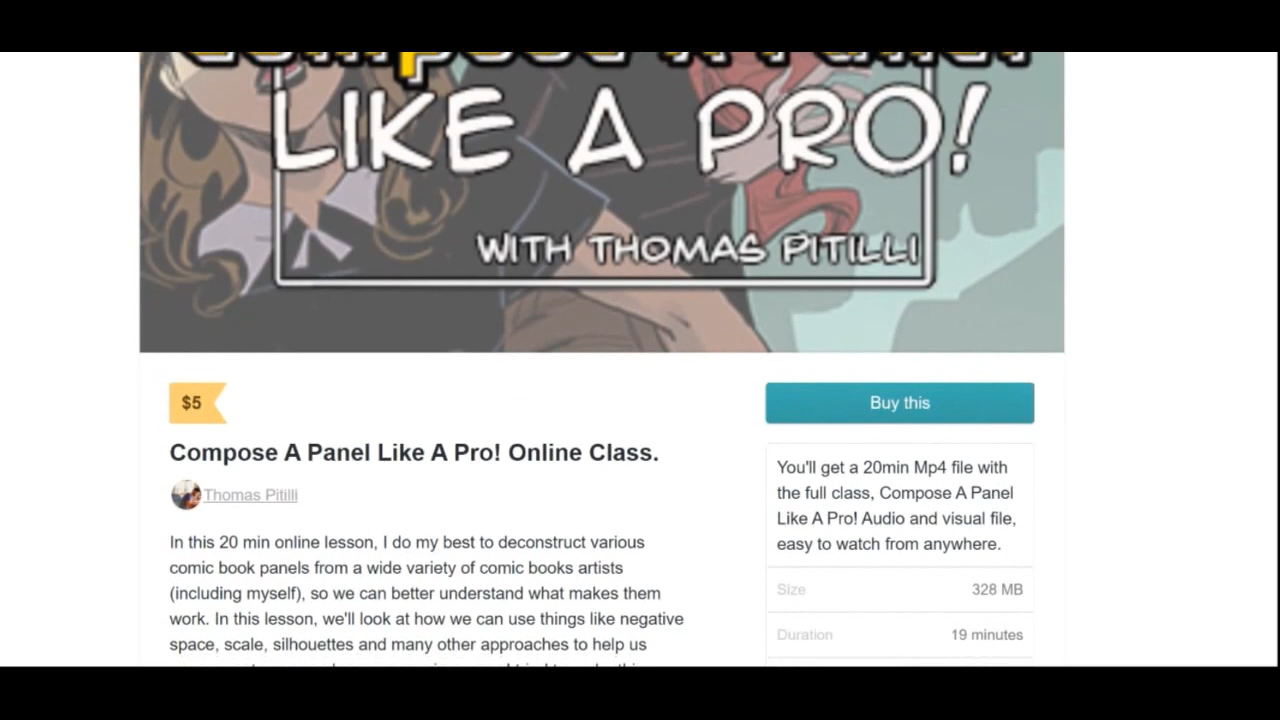 Compose A Panel
LIKE A PRO!
WITH THOMAS PITILLI
$5
Buy this
Compose A Panel Like A Pro! Online Class.
Thomas Pitilli
You'll get a 20min Mp4 file with
the full class, Compose A Panel
Like A Pro! Audio and visual file,
easy to watch from anywhere.
Size 328 MB
Duration 19 minutes
In this 20 min online lesson, I do my best to deconstruct various
comic book panels from a wide variety of comic books artists
(including myself), so we can better understand what makes them
work. In this lesson, we'll look at how we can use things like negative
space, scale, silhouettes and many other approaches to help us